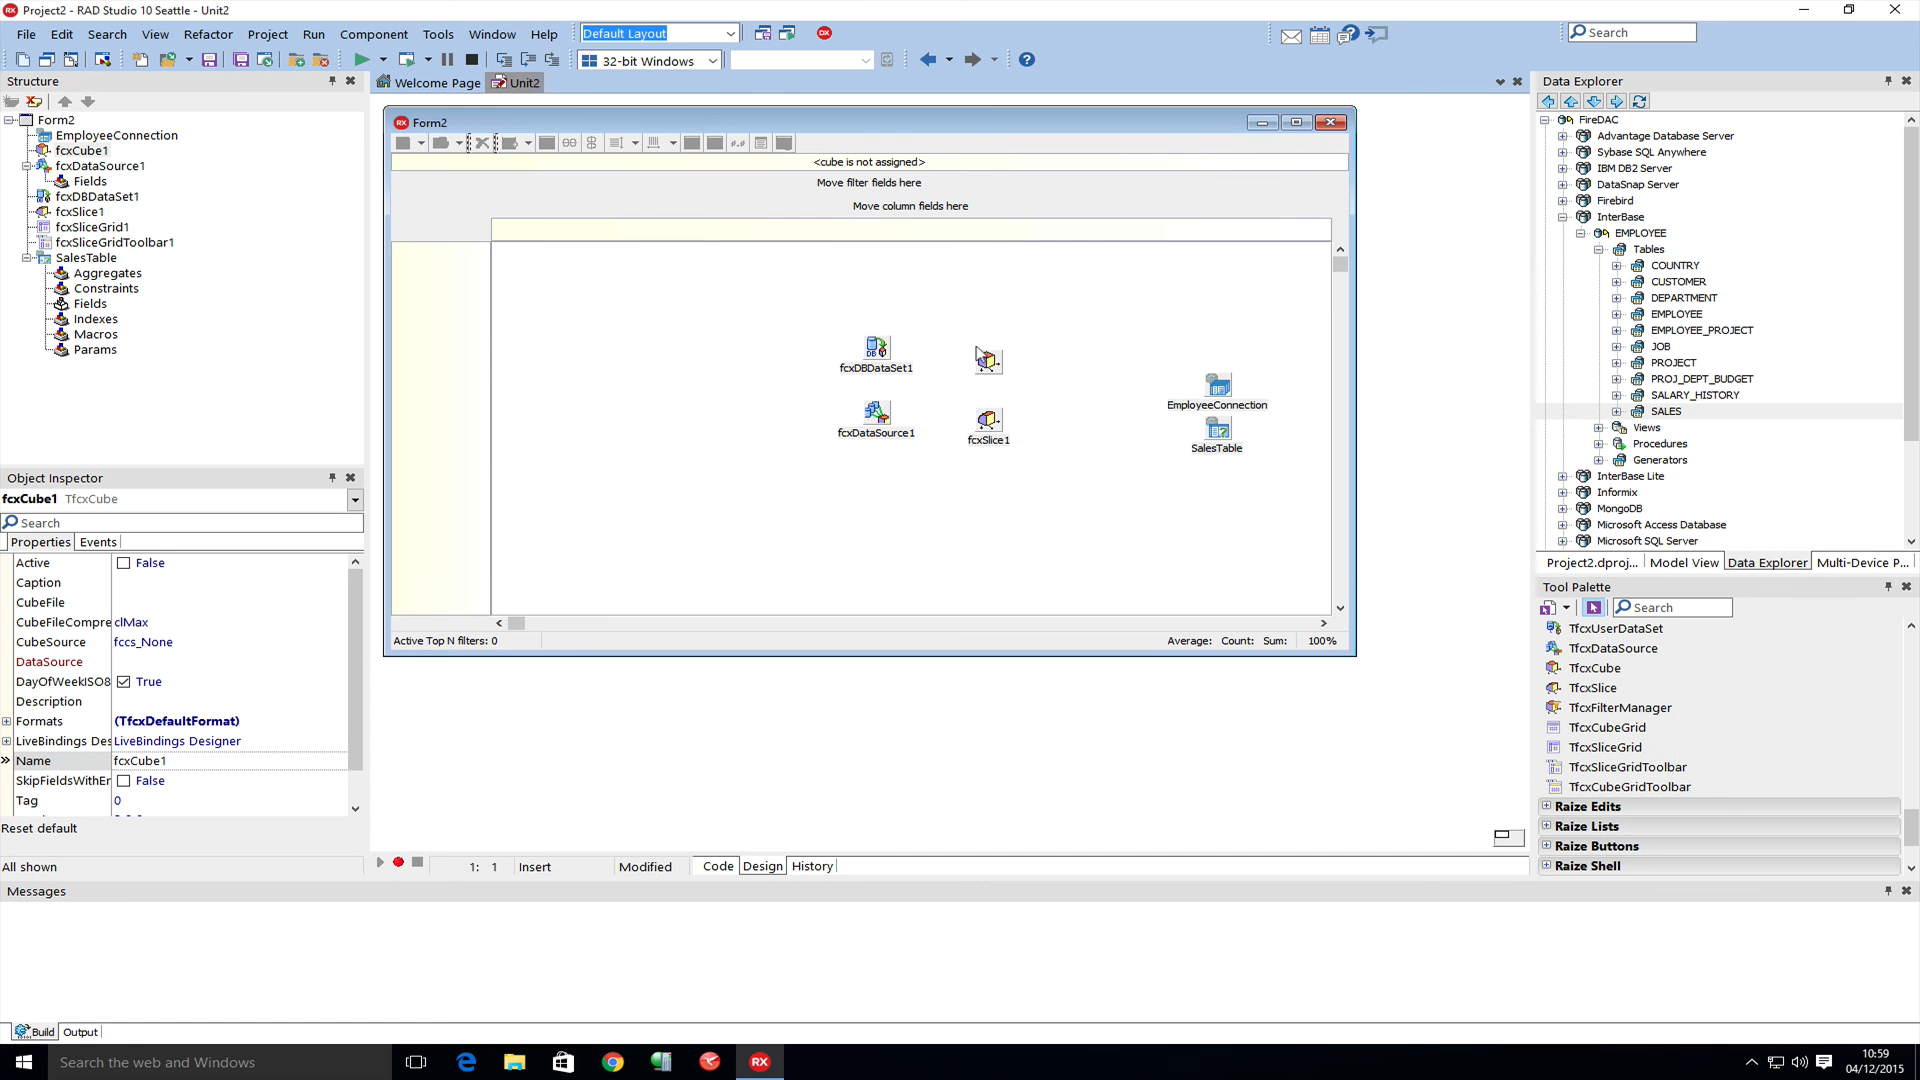 Project2 - RAD Studio 10 Seattle - Unit2
File Edit Search View Refactor Project Run Component Tools Window Help
Default Layout
Search
32-bit Windows
Structure
Welcome Page
Unit2
Data Explorer
Form2
EmployeeConnection
fcxCube1
fcxDataSource1
Fields
fcxDBDataSet1
fcxSlice1
fcxSliceGrid1
fcxSliceGridToolbar1
SalesTable
Aggregates
Constraints
Fields
Indexes
Macros
Params
Form2
<cube is not assigned>
Move filter fields here
Move column fields here
fcxDBDataSet1
fcxDataSource1
fcxSlice1
EmployeeConnection
SalesTable
Active Top N filters: 0
Average: Count: Sum: 100%
FireDAC
Advantage Database Server
Sybase SQL Anywhere
IBM DB2 Server
DataSnap Server
Firebird
InterBase
EMPLOYEE
Tables
COUNTRY
CUSTOMER
DEPARTMENT
EMPLOYEE
EMPLOYEE_PROJECT
JOB
PROJECT
PROJ_DEPT_BUDGET
SALARY_HISTORY
SALES
Views
Procedures
Generators
InterBase Lite
Informix
MongoDB
Microsoft Access Database
Microsoft SQL Server
Project2.dproj...
Model View
Data Explorer
Multi-Device P...
Object Inspector
fcxCube1 TfcxCube
Search
Properties Events
Active False
Caption
CubeFile
CubeFileCompre clMax
CubeSource fccs_None
DataSource
DayOfWeekISO8 True
Description
Formats (TfcxDefaultFormat)
LiveBindings Des LiveBindings Designer
Name fcxCube1
SkipFieldsWithEr False
Tag 0
Reset default
All shown
Tool Palette
Search
TfcxUserDataSet
TfcxDataSource
TfcxCube
TfcxSlice
TfcxFilterManager
TfcxCubeGrid
TfcxSliceGrid
TfcxSliceGridToolbar
TfcxCubeGridToolbar
Raize Edits
Raize Lists
Raize Buttons
Raize Shell
1: 1 Insert Modified Code Design History
Messages
Build Output
Search the web and Windows
10:59
04/12/2015